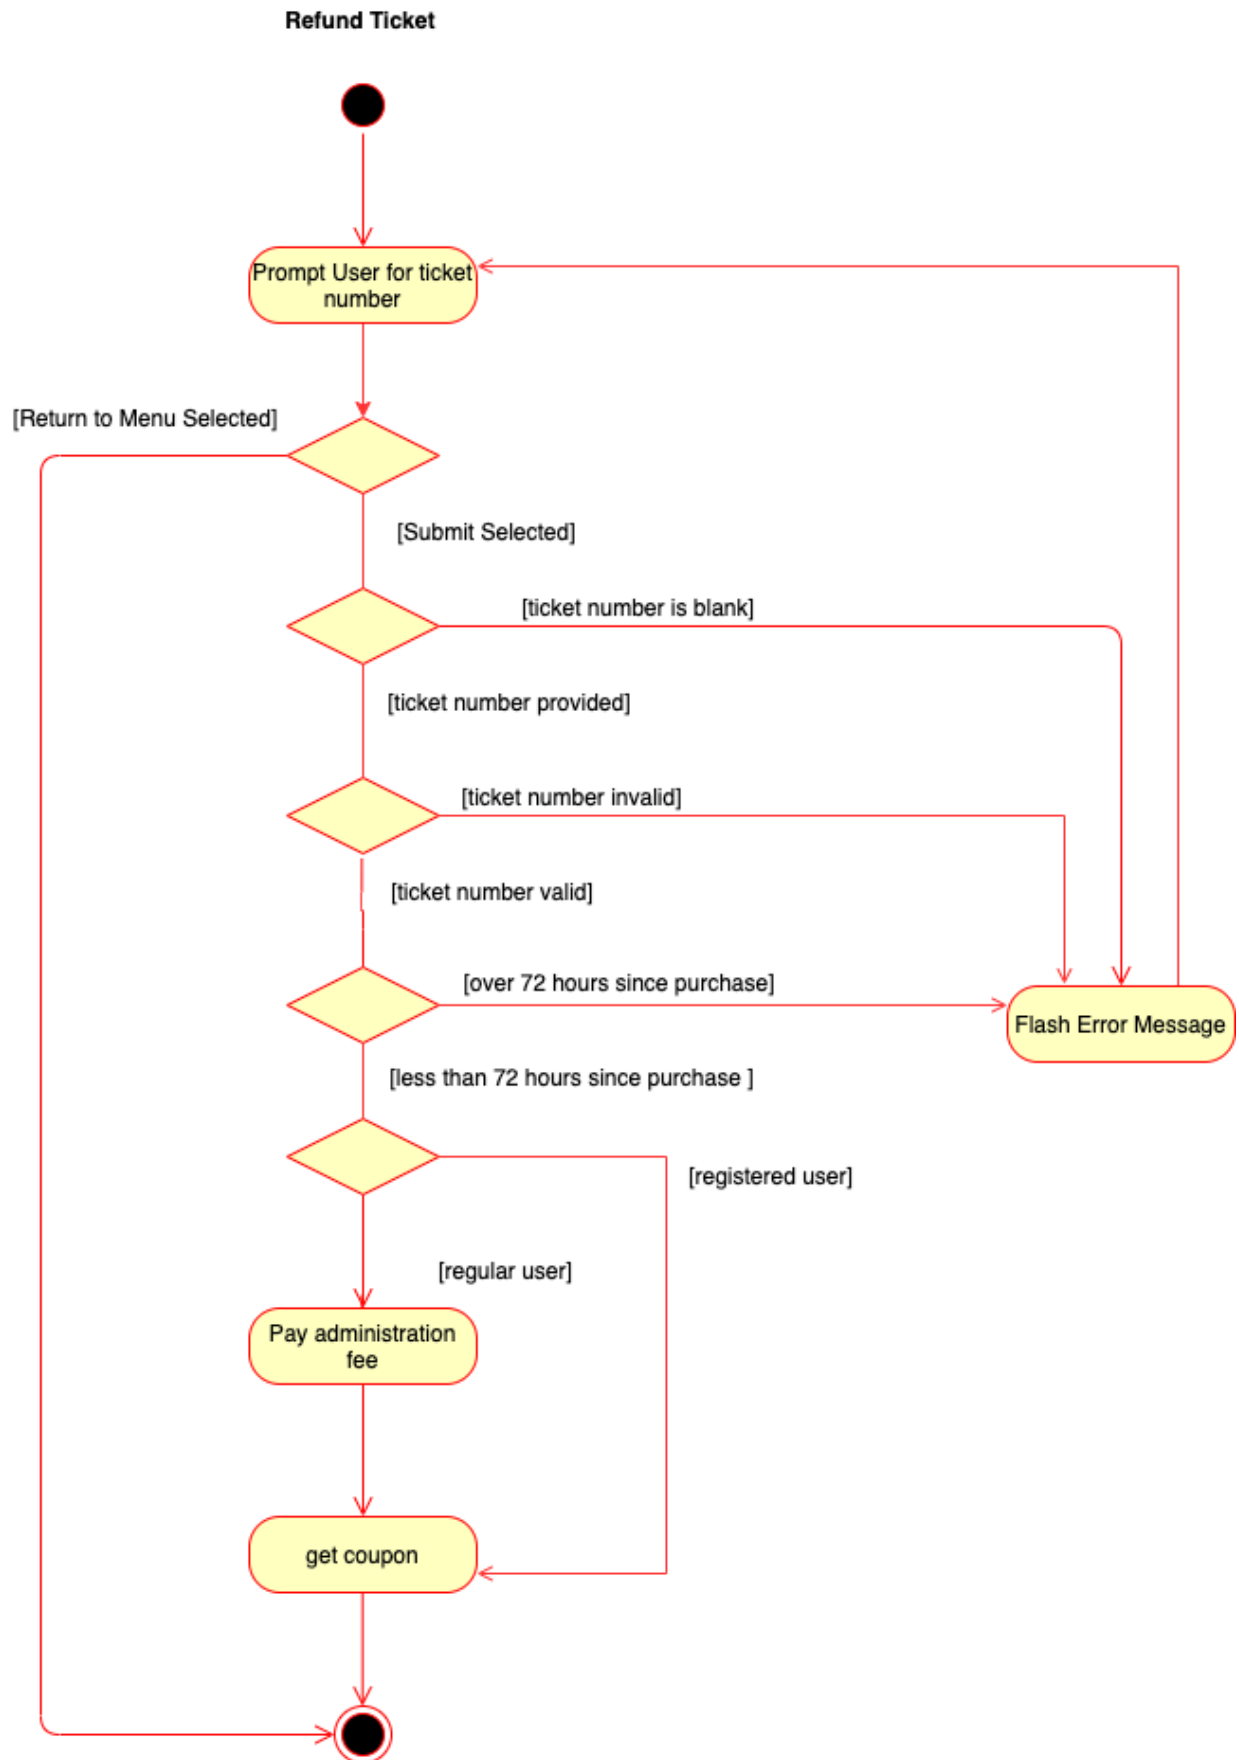 Refund Ticket
Prompt User for ticket
number
[Return to Menu Selected]
[Submit Selected]
[ticket number is blank]
[ticket number provided]
[ticket number invalid]
[ticket number valid]
[over 72 hours since purchase]
Flash Error Message
[less than 72 hours since purchase ]
[registered user]
[regular user]
Pay administration
fee
get coupon